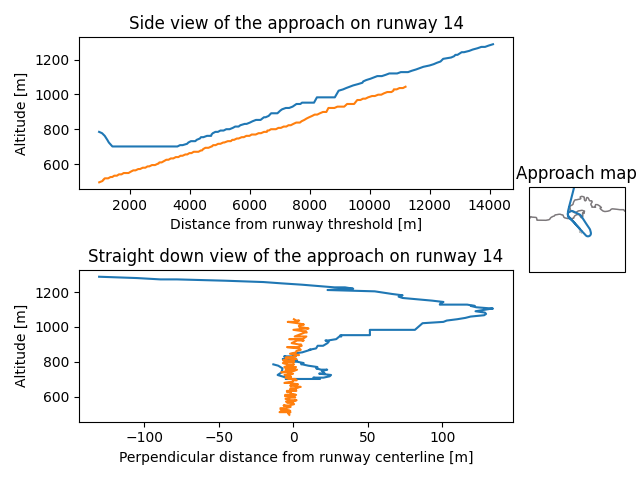 Side view of the approach on runway 14
1200
1000
800
600
Altitude [m]
2000 4000 6000 8000 10000 12000 14000
Distance from runway threshold [m]
Approach map
Straight down view of the approach on runway 14
1200
1000
800
600
Altitude [m]
−100 −50 0 50 100
Perpendicular distance from runway centerline [m]